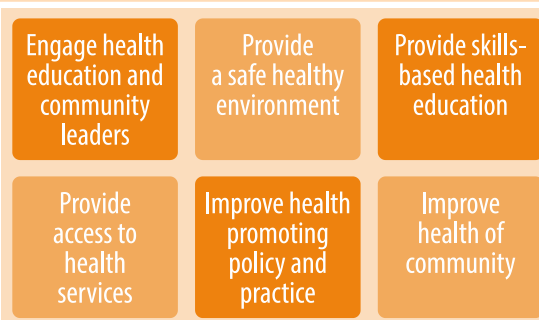 Engage health
education and
community
leaders
Provide
a safe healthy
environment
Provide skills-
based health
education
Provide
access to
health
services
Improve health
promoting
policy and
practice
Improve
health of
community